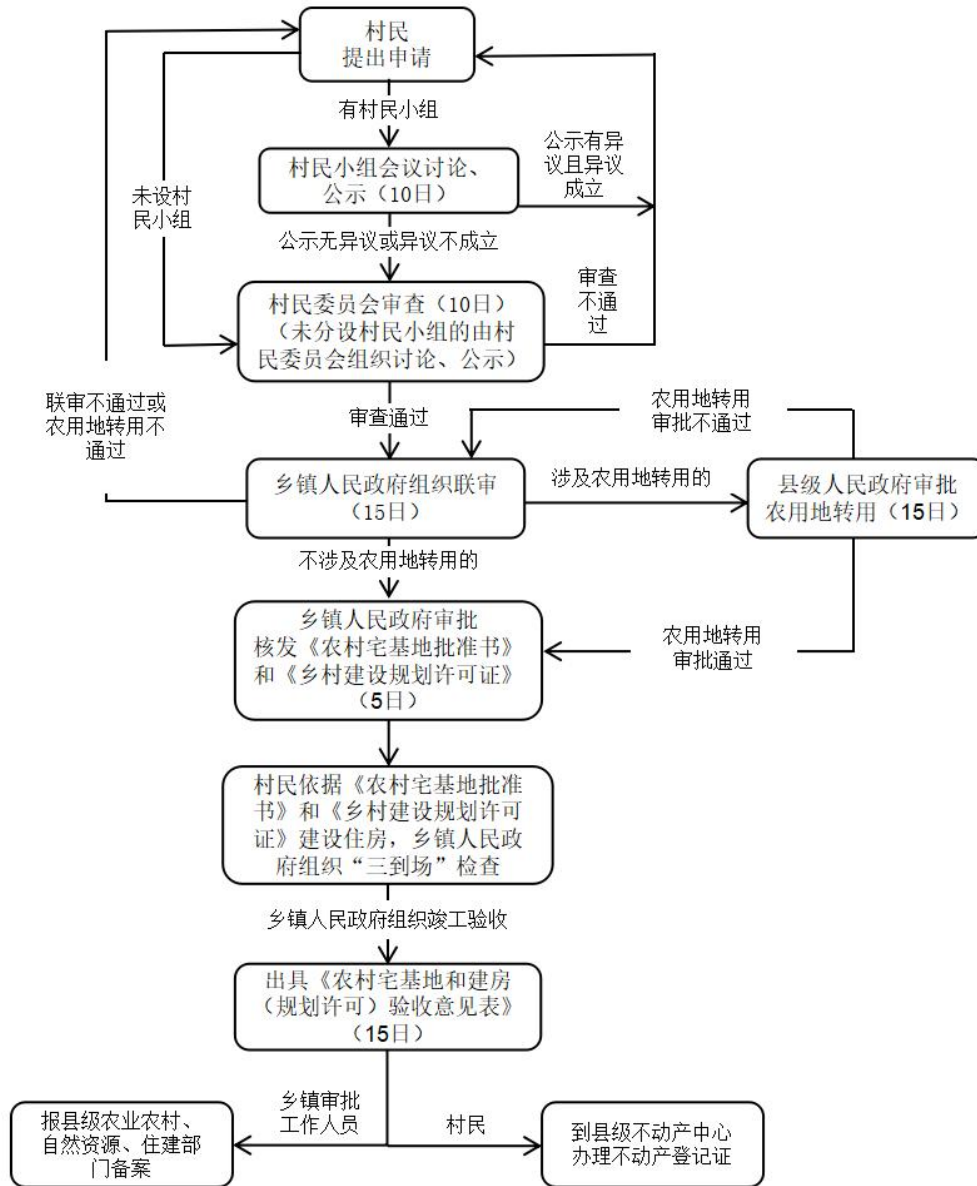 村民
提出申请
有村民小组
公示有异
议且异议
成立
村民小组会议讨论、
公示（10日）
未设村
民小组
公示无异议或异议不成立
审查
不通
过
村民委员会审查（10日）
（未分设村民小组的由村
民委员会组织讨论、公示）
联审不通过或
农用地转用不
通过
审查通过
农用地转用
审批不通过
乡镇人民政府组织联审
（15日）
涉及农用地转用的
县级人民政府审批
农用地转用（15日）
不涉及农用地转用的
乡镇人民政府审批
核发《农村宅基地批准书》
和《乡村建设规划许可证》
（5日）
农用地转用
审批通过
村民依据《农村宅基地批准
书》和《乡村建设规划许可
证》建设住房，乡镇人民政
府组织“三到场”检查
乡镇人民政府组织竣工验收
出具《农村宅基地和建房
（规划许可）验收意见表》
（15日）
乡镇审批
工作人员
村民
报县级农业农村、
自然资源、住建部
门备案
到县级不动产中心
办理不动产登记证